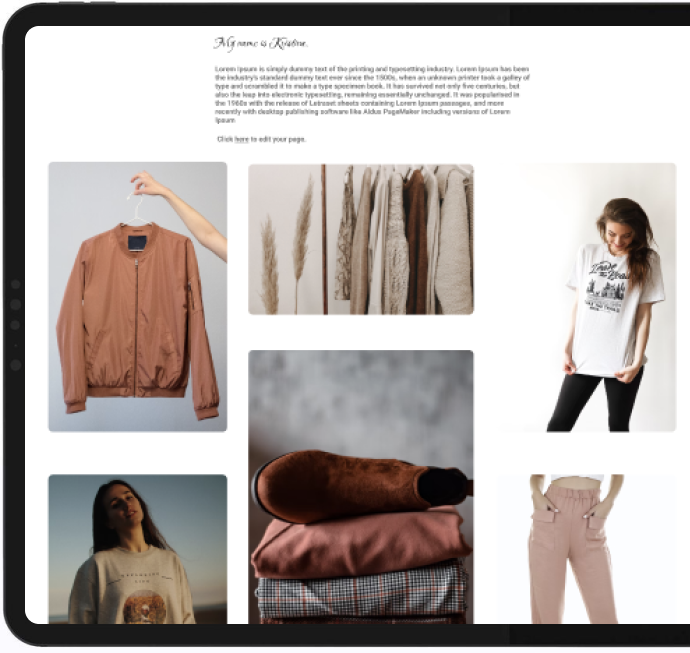 My name is Kristine.
Lorem Ipsum is simply dummy text of the printing and typesetting industry. Lorem Ipsum has been
the industry's standard dummy text ever since the 1500s, when an unknown printer took a galley of
type and scrambled it to make a type specimen book. It has survived not only five centuries, but
also the leap into electronic typesetting, remaining essentially unchanged. It was popularised in
the 1960s with the release of Letraset sheets containing Lorem Ipsum passages, and more
recently with desktop publishing software like Aldus PageMaker including versions of Lorem
Ipsum
Click here to edit your page.